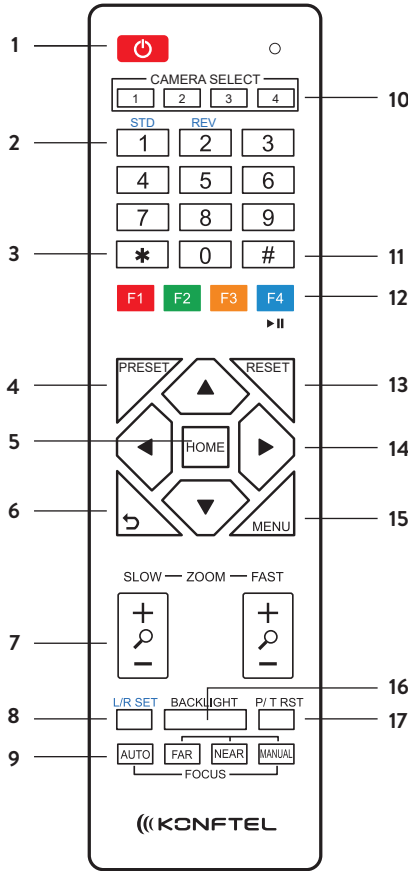 1
CAMERA SELECT
1 2 3 4
10
STD REV
2
1 2 3
4 5 6
7 8 9
3
* 0 #
11
F1 F2 F3 F4
12
PRESET RESET
4
13
5
HOME
14
6
MENU
15
SLOW — ZOOM — FAST
+ +
7
− −
16
L/R SET BACKLIGHT P/T RST
8
17
9
AUTO FAR NEAR MANUAL
FOCUS
KONFTEL